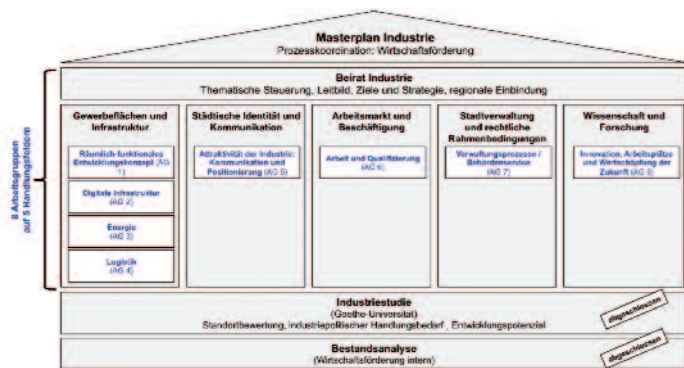 Masterplan Industrie
Prozesskoordination: Wirtschaftsförderung
Beirat Industrie
Thematische Steuerung, Leitbild, Ziele und Strategie, regionale Einbindung
8 Arbeitsgruppen
auf 5 Handlungsfeldern
Gewerbeflächen und
Infrastruktur
Räumlich-funktionales
Entwicklungskonzept (AG
1)
Digitale Infrastruktur
(AG 2)
Energie
(AG 3)
Logistik
(AG 4)
Städtische Identität und
Kommunikation
Attraktivität der Industrie:
Kommunikation und
Positionierung (AG 5)
Arbeitsmarkt und
Beschäftigung
Arbeit und Qualifizierung
(AG 6)
Stadtverwaltung
und rechtliche
Rahmenbedingungen
Verwaltungsprozesse /
Behördenservice
(AG 7)
Wissenschaft und
Forschung
Innovation, Arbeitsplätze
und Wertschöpfung der
Zukunft (AG 8)
Industriestudie
(Goethe-Universität)
Standortbewertung, industriepolitischer Handlungsbedarf , Entwicklungspotenzial
abgeschlossen
Bestandsanalyse
(Wirtschaftsförderung intern)
abgeschlossen